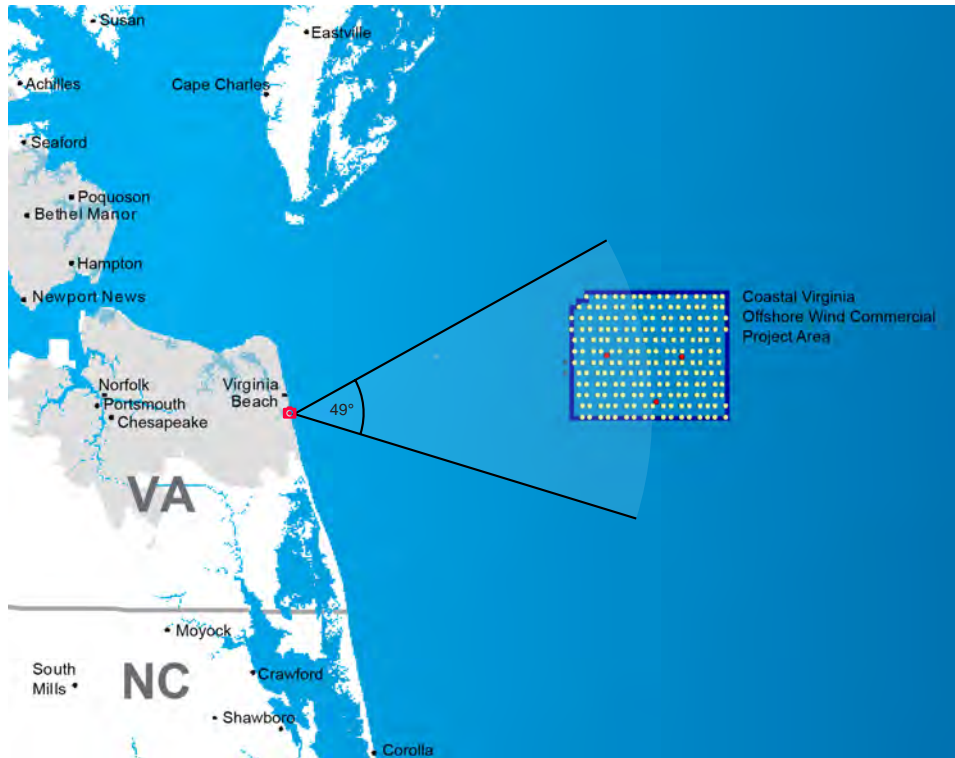 Susan
Eastville
Achilles
Cape Charles
Seaford
Poquoson
Bethel Manor
Hampton
Newport News
Coastal Virginia
Offshore Wind Commercial
Project Area
Norfolk
Virginia
Beach
Portsmouth
Chesapeake
49°
VA
Moyock
NC
South
Mills
Crawford
Shawboro
Corolla